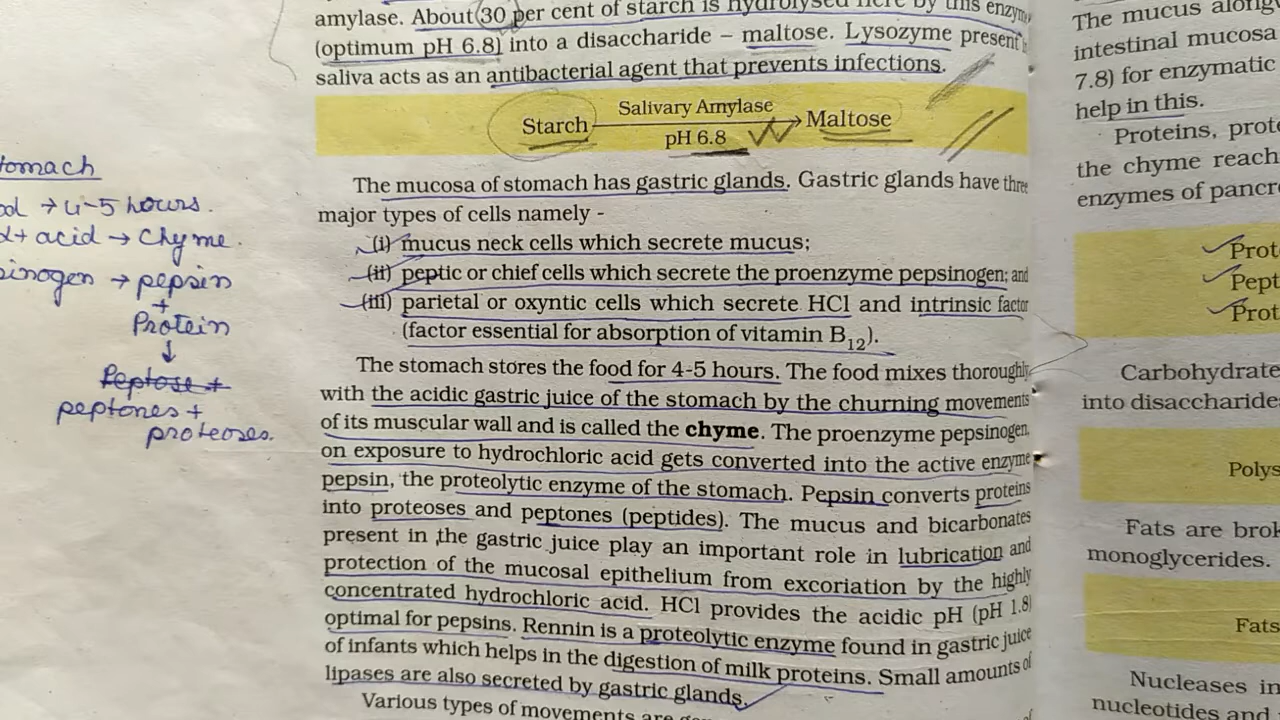 amylase. About 30 per cent of starch is hydrolysed here by this enzyme
(optimum pH 6.8) into a disaccharide – maltose. Lysozyme present in
saliva acts as an antibacterial agent that prevents infections.
Salivary Amylase
Starch → Maltose
pH 6.8
The mucosa of stomach has gastric glands. Gastric glands have three
major types of cells namely -
(i) mucus neck cells which secrete mucus;
(ii) peptic or chief cells which secrete the proenzyme pepsinogen; and
(iii) parietal or oxyntic cells which secrete HCl and intrinsic factor
(factor essential for absorption of vitamin B12).
The stomach stores the food for 4-5 hours. The food mixes thoroughly
with the acidic gastric juice of the stomach by the churning movements
of its muscular wall and is called the chyme. The proenzyme pepsinogen,
on exposure to hydrochloric acid gets converted into the active enzyme
pepsin, the proteolytic enzyme of the stomach. Pepsin converts proteins
into proteoses and peptones (peptides). The mucus and bicarbonates
present in the gastric juice play an important role in lubrication and
protection of the mucosal epithelium from excoriation by the highly
concentrated hydrochloric acid. HCl provides the acidic pH (pH 1.8)
optimal for pepsins. Rennin is a proteolytic enzyme found in gastric juice
of infants which helps in the digestion of milk proteins. Small amounts of
lipases are also secreted by gastric glands.
Various types of movements are
tomach
od → 4-5 hours.
d + acid → Chyme.
sinogen → pepsin
+
Protein
↓
Peptose +
peptones +
proteoses.
The mucus along
intestinal mucosa
7.8) for enzymatic
help in this.
Proteins, prote
the chyme reach
enzymes of pancre
Prot
Pept
Prot
Carbohydrate
into disaccharide
Polys
Fats are brok
monoglycerides.
Fats
Nucleases in
nucleotides and